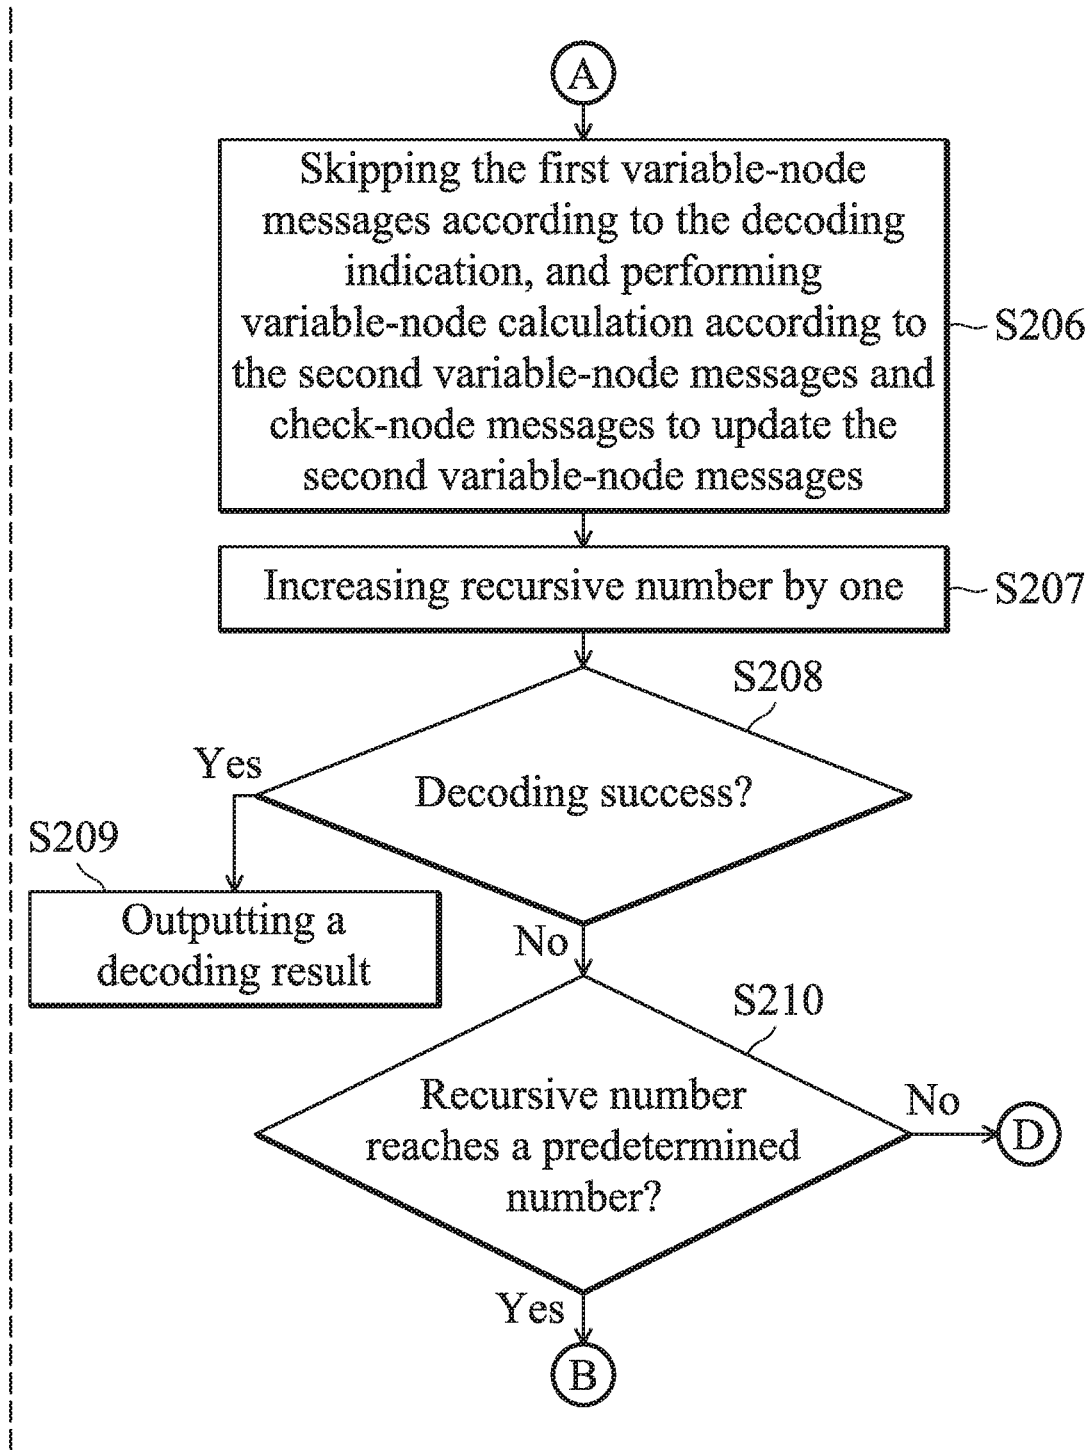 A
Skipping the first variable-node
messages according to the decoding
indication, and performing
variable-node calculation according to
the second variable-node messages and
check-node messages to update the
second variable-node messages
S206
Increasing recursive number by one
S207
S208
Yes
Decoding success?
S209
Outputting a
decoding result
No
S210
Recursive number
reaches a predetermined
number?
No
D
Yes
B